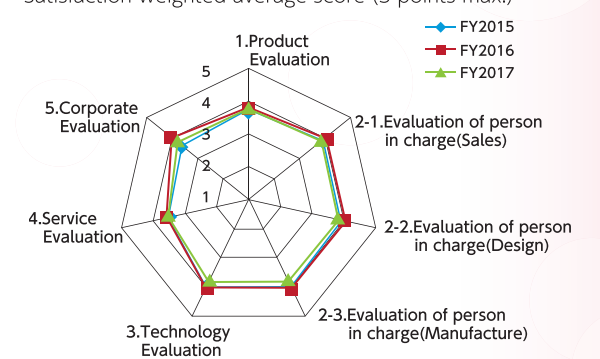 Satisfaction weighted average score (5 points max.)
FY2015
FY2016
FY2017
1.Product
Evaluation
5
4
3
2
1
2-1.Evaluation of person
in charge(Sales)
2-2.Evaluation of person
in charge(Design)
2-3.Evaluation of person
in charge(Manufacture)
3.Technology
Evaluation
4.Service
Evaluation
5.Corporate
Evaluation